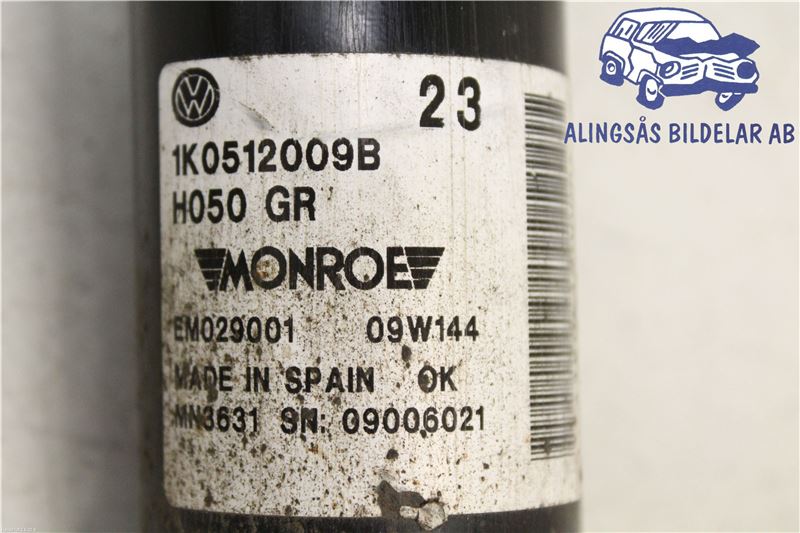 23
1K0512009B
H050 GR
MONROE
EM029001 09W144
MADE IN SPAIN OK
MN3631 SN: 09006021
ALINGSÅS BILDELAR AB